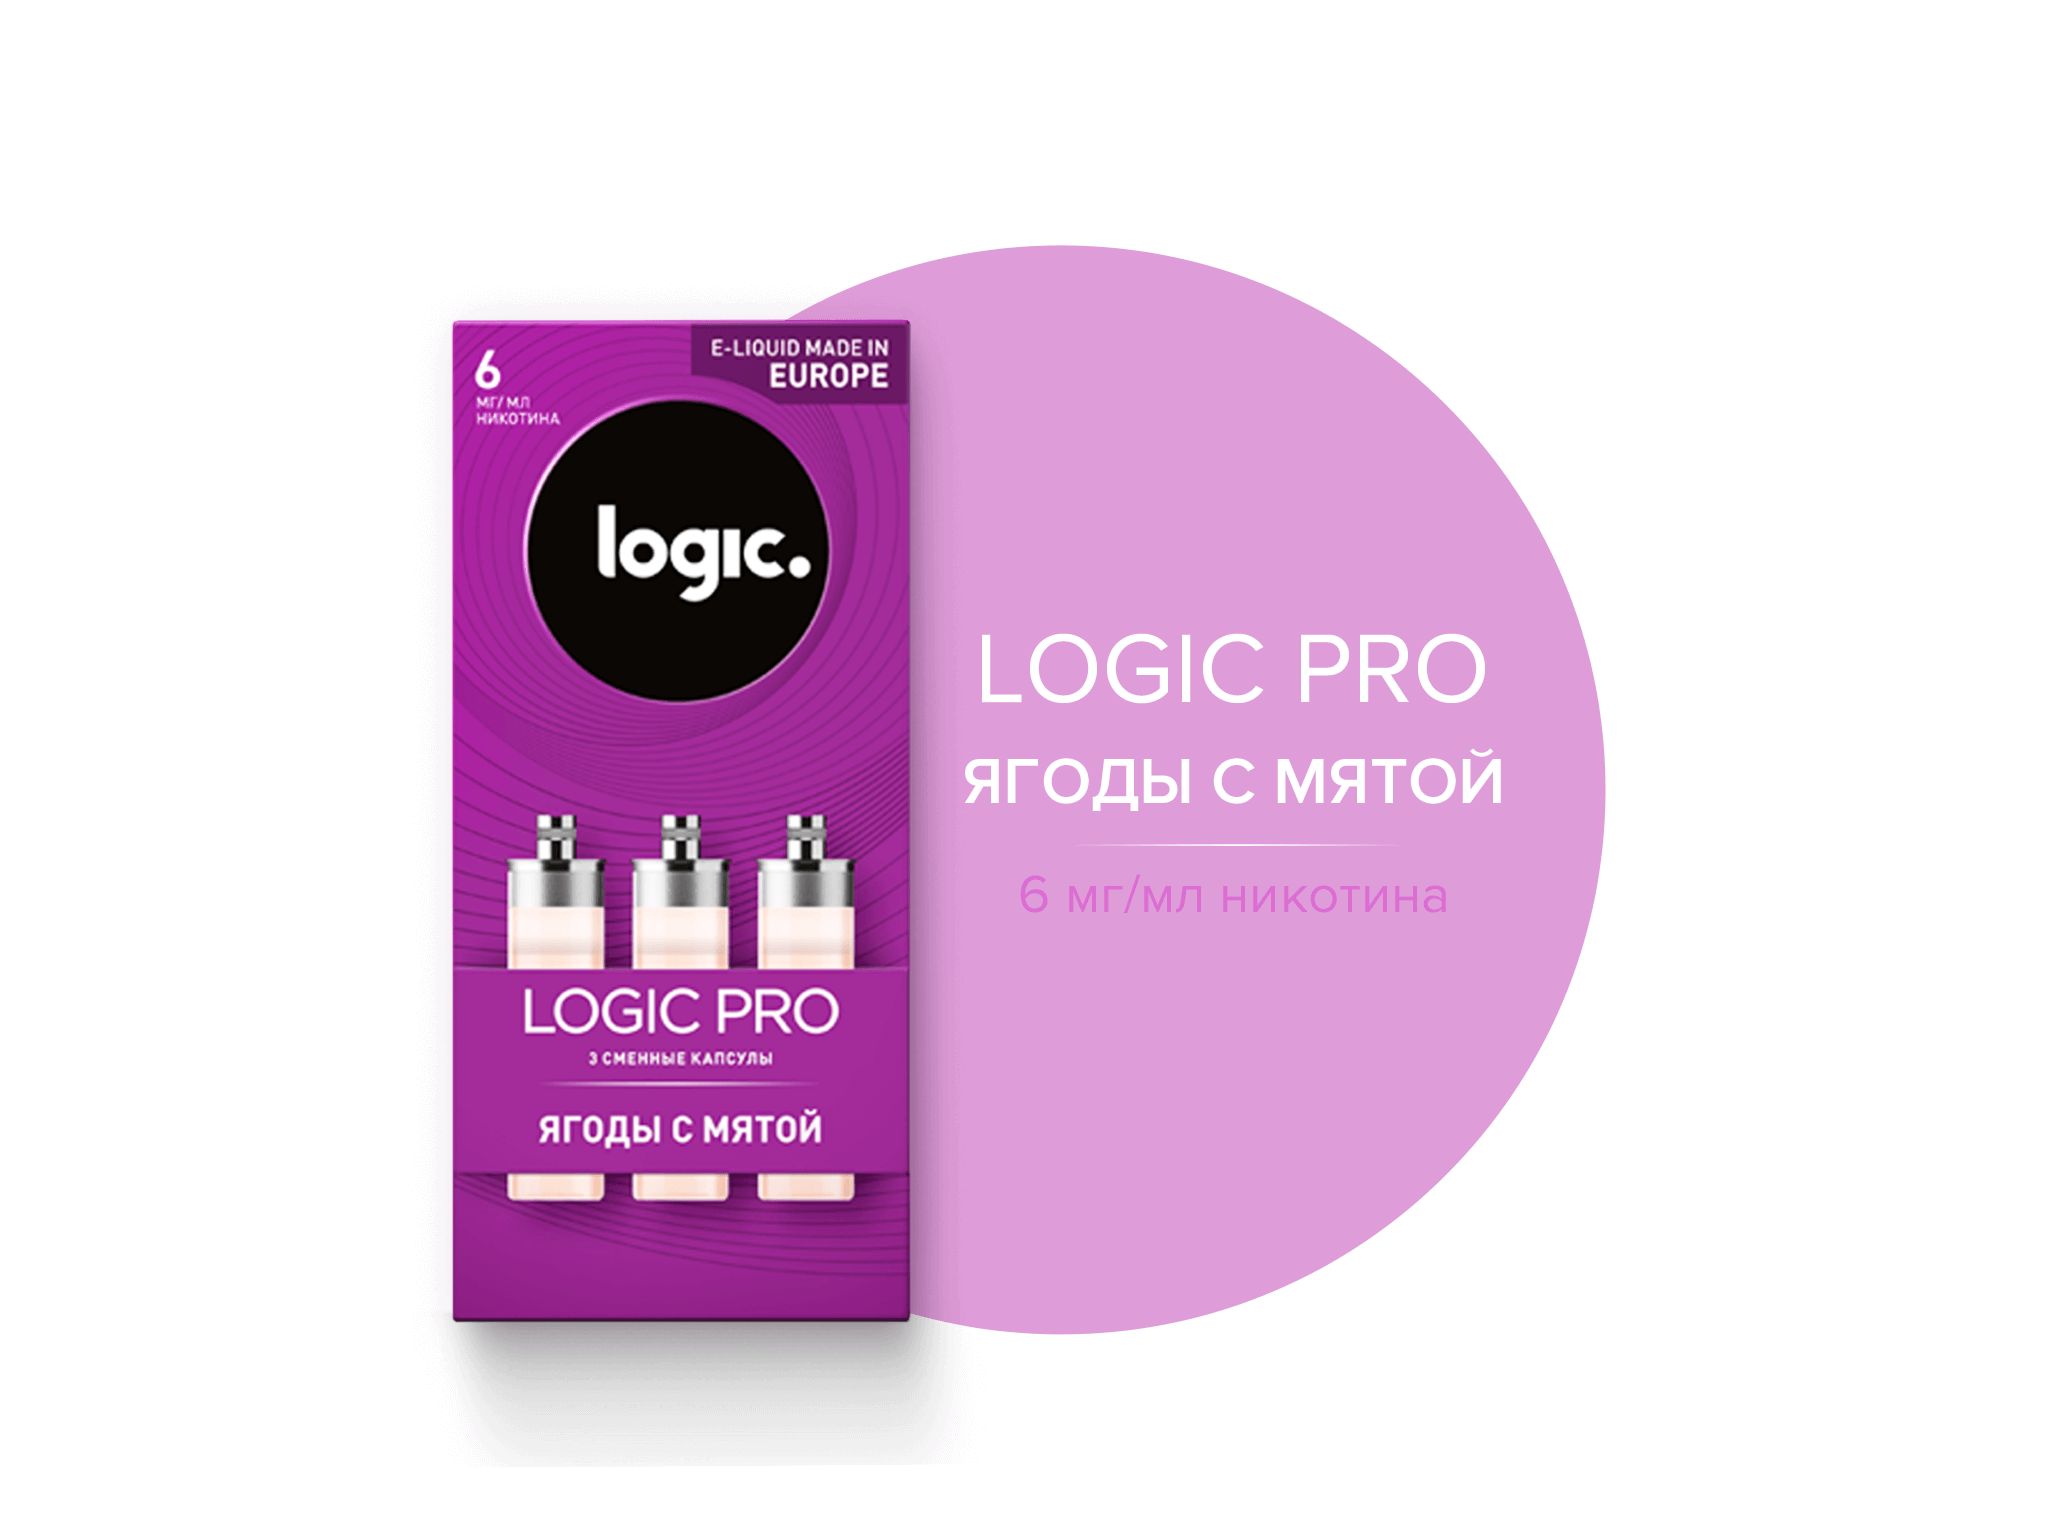 6
МГ/МЛ
НИКОТИНА
E-LIQUID MADE IN
EUROPE
logic.
LOGIC PRO
3 СМЕННЫЕ КАПСУЛЫ
ЯГОДЫ С МЯТОЙ
LOGIC PRO
ЯГОДЫ С МЯТОЙ
6 мг/мл никотина